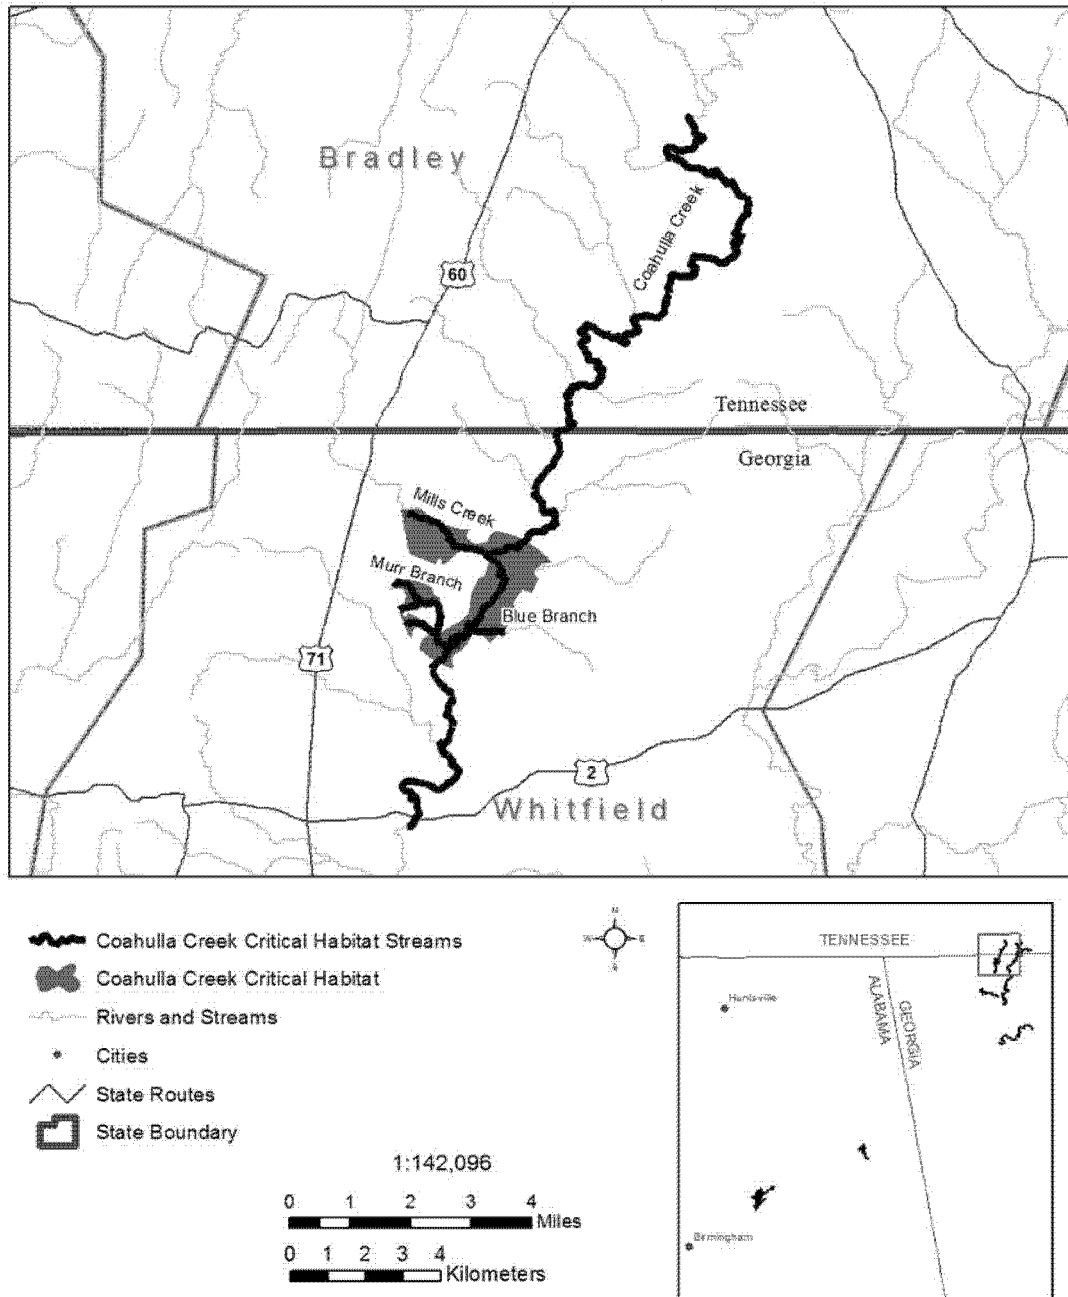 Bradley
Coahulla Creek
60
Tennessee
Georgia
Mills Creek
Murr Branch
Blue Branch
71
2
Whitfield
Coahulla Creek Critical Habitat Streams
Coahulla Creek Critical Habitat
Rivers and Streams
Cities
State Routes
State Boundary
1:142,096
0 1 2 3 4
Miles
0 1 2 3 4
Kilometers
N
W E
S
TENNESSEE
Huntsville
ALABAMA
GEORGIA
Birmingham